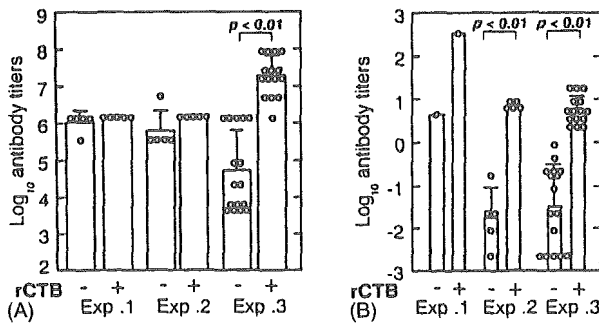 p < 0.01
Log10 antibody titers
9
8
7
6
5
4
3
2
rCTB - + - + - +
(A) Exp .1 Exp .2 Exp .3
p < 0.01 p < 0.01
Log10 antibody titers
3
2
1
0
-1
-2
-3
rCTB - + - + - +
(B) Exp .1 Exp .2 Exp .3